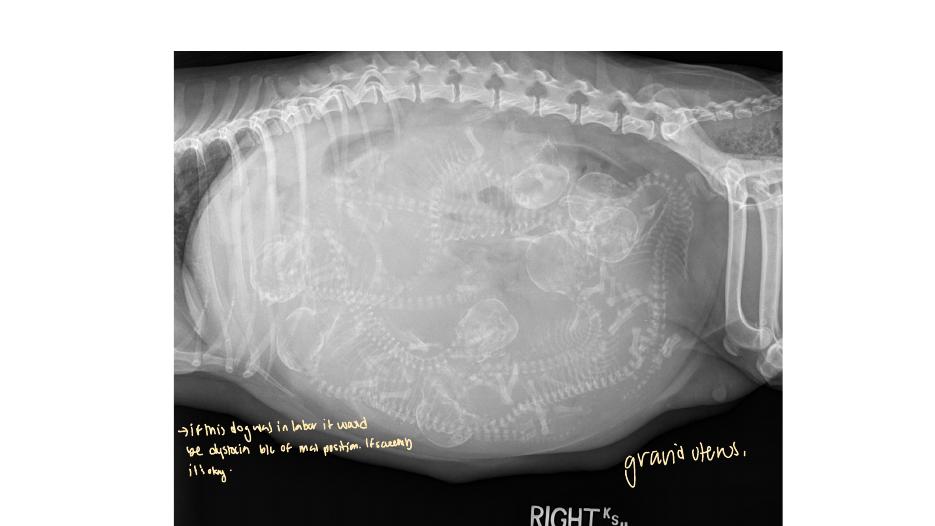 → if this dog was in labor it would
be dystocia b/c of mal position. If
it's okay.
gravid uterus.
RIGHT KS